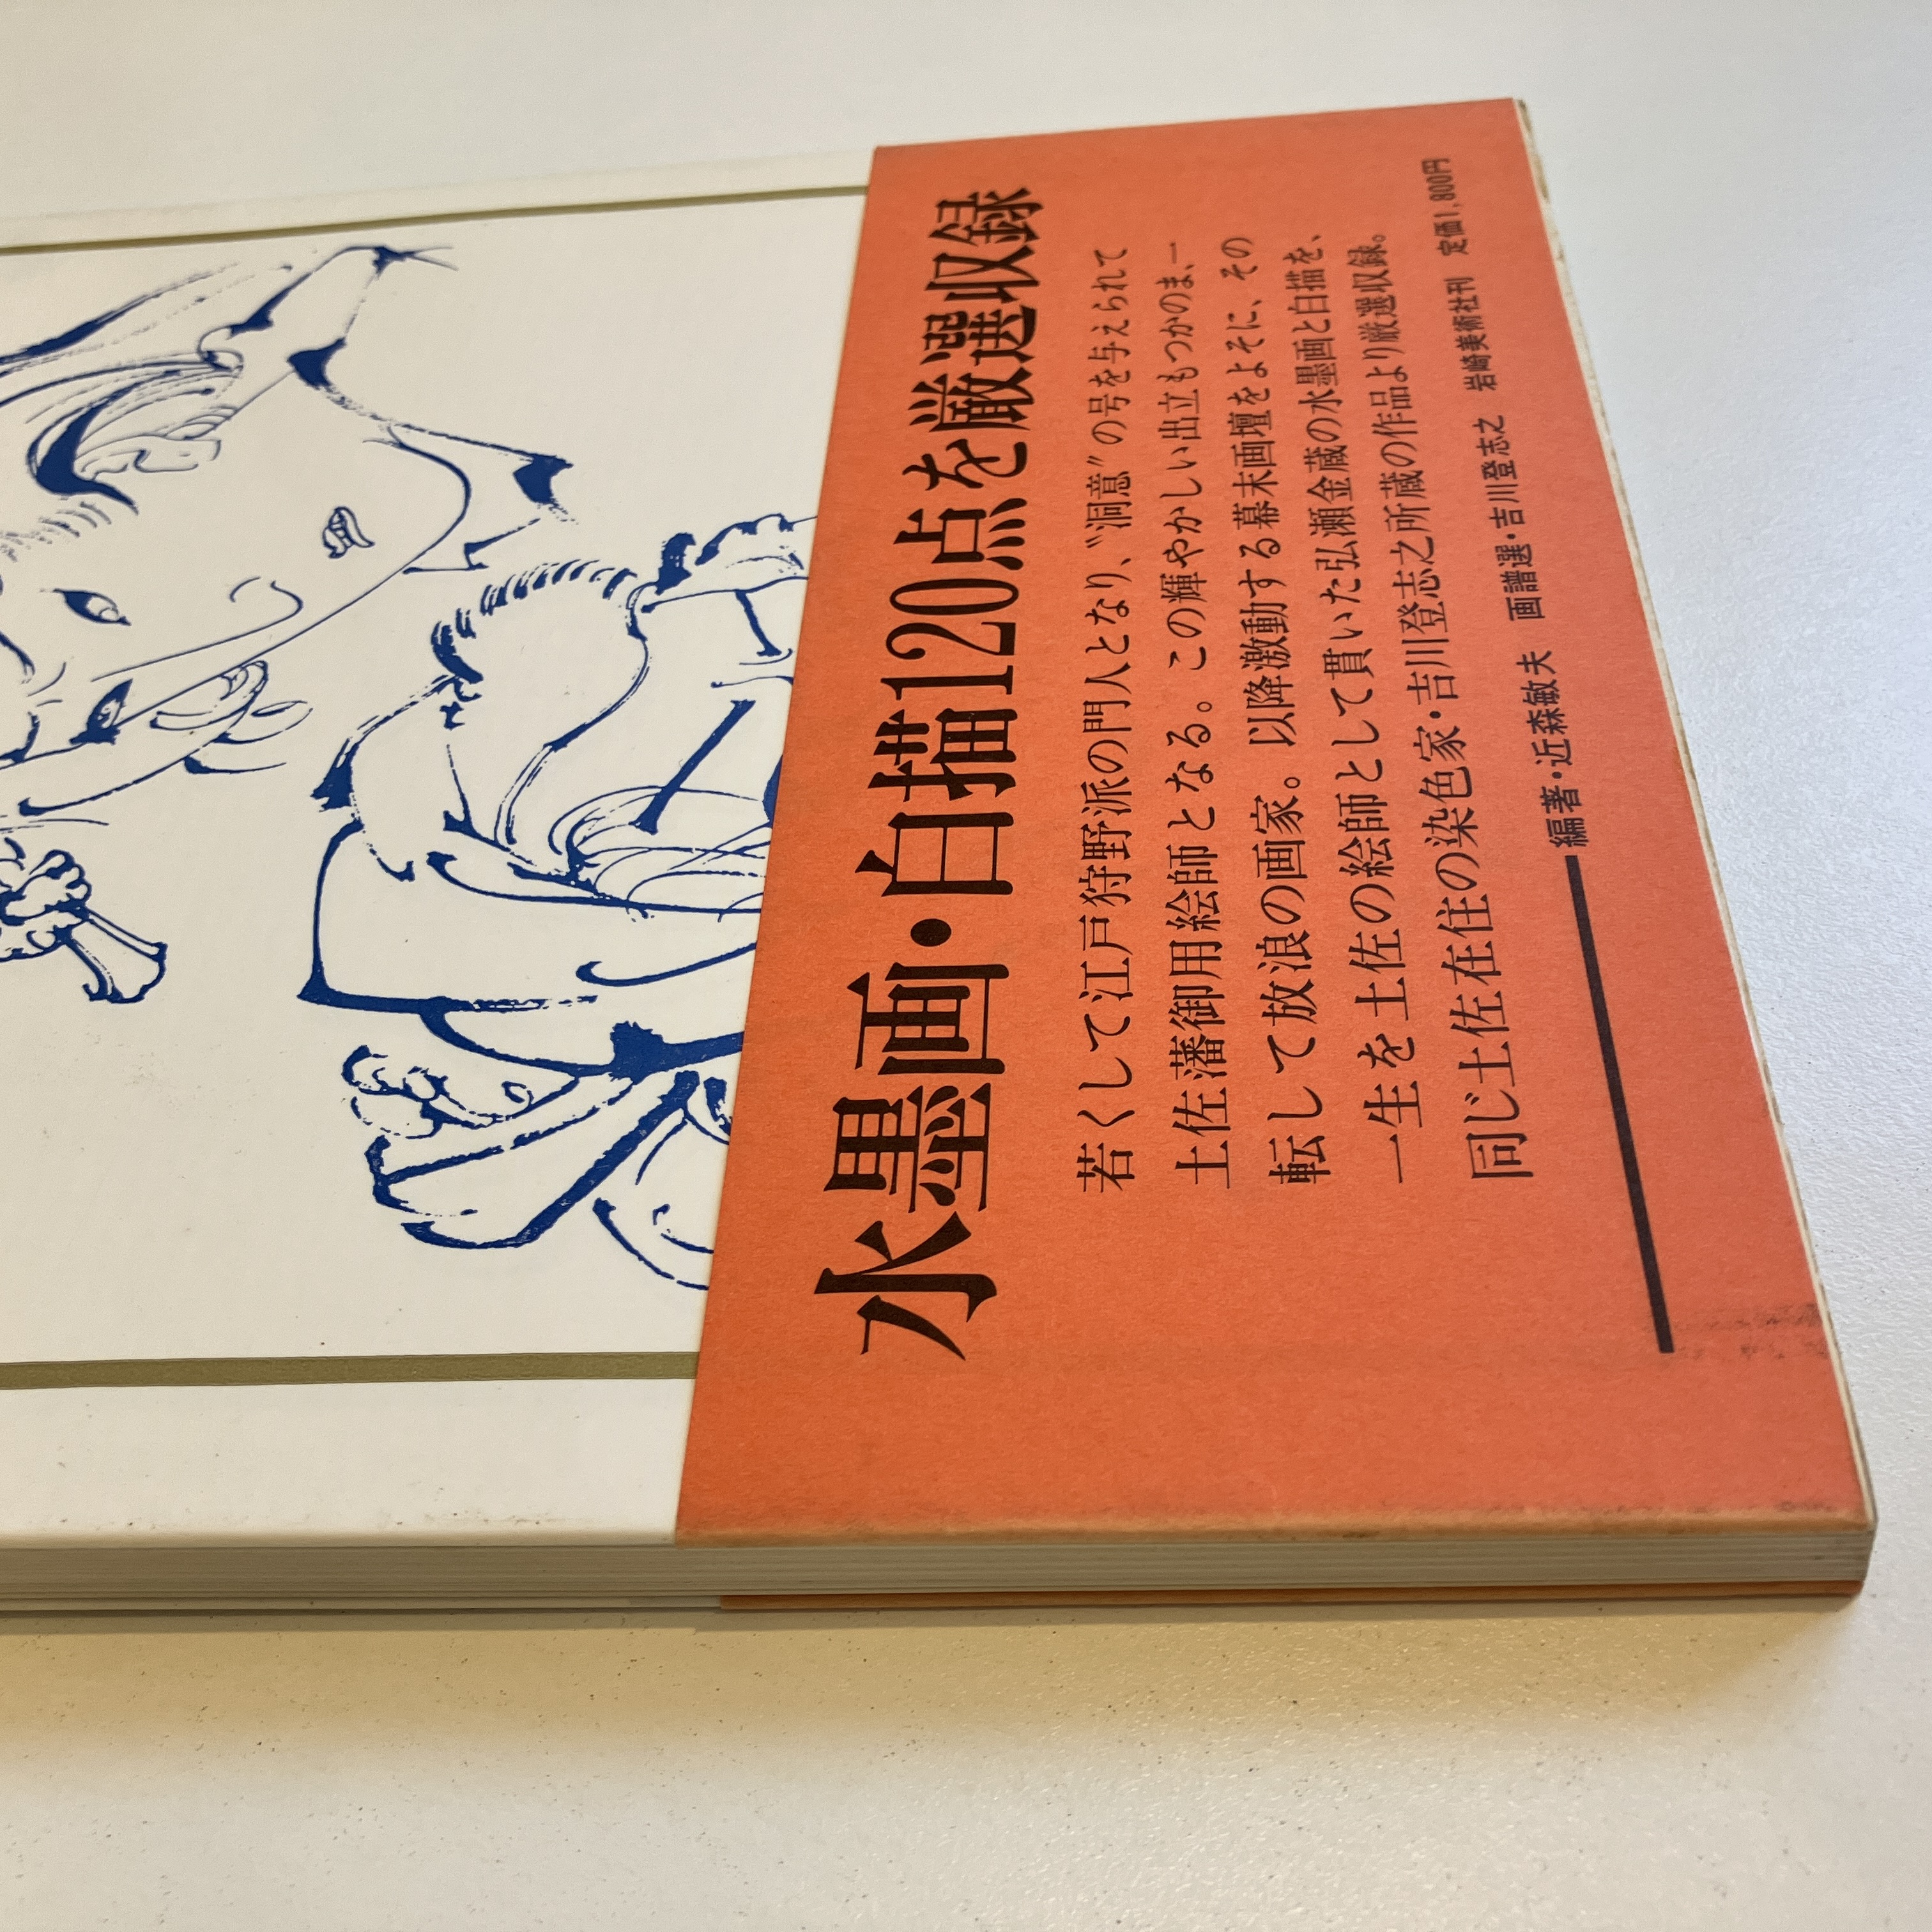 水墨画・白描120点を厳選収録
若くして江戸狩野派の門人となり、〝洞意〟の号を与えられて
土佐藩御用絵師となる。この輝やかしい出立もつかのま、一
転して放浪の画家。以降激動する幕末画壇をよそに、その
一生を土佐の絵師として貫いた弘瀬金蔵の水墨画と白描を、
同じ土佐在住の染色家・吉川登志之所蔵の作品より厳選収録。
編著・近森敏夫 画譜選・吉川登志之 岩崎美術社刊 定価1,800円